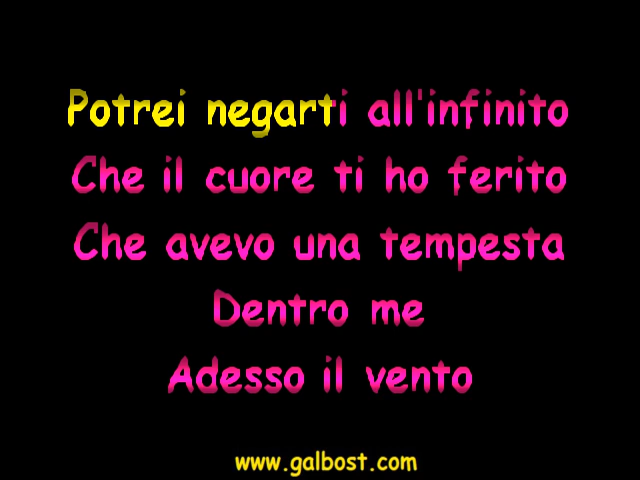 Potrei negarti all'infinito
Che il cuore ti ho ferito
Che avevo una tempesta
Dentro me
Adesso il vento
www.galbost.com